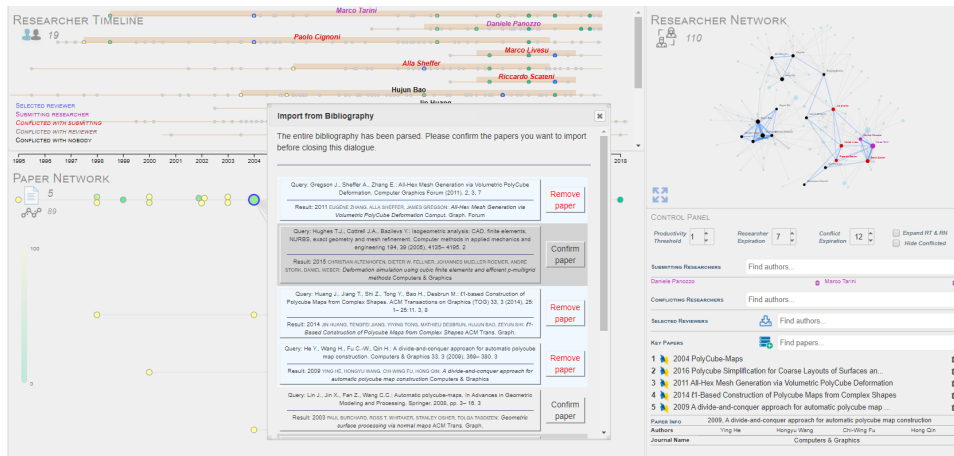 RESEARCHER TIMELINE
19
Marco Tarini
Daniele Panozzo
Paolo Cignoni
Marco Livesu
Alla Sheffer
Riccardo Scateni
Hujun Bao
Jin Huang
SELECTED REVIEWER
SUBMITTING RESEARCHER
CONFLICTED WITH SUBMITTING
CONFLICTED WITH REVIEWER
CONFLICTED WITH NOBODY
1995 1996 1997 1998 1999 2000 2001 2002 2003 2004 2018
PAPER NETWORK
5
89
100
0
Import from Bibliography
The entire bibliography has been parsed. Please confirm the papers you want to import
before closing this dialogue.
Query: Gregson J., Sheffer A., Zhang E.: All-Hex Mesh Generation via Volumetric PolyCube
Deformation. Computer Graphics Forum (2011). 2, 3, 7
Result: 2011 EUGENE ZHANG, ALLA SHEFFER, JAMES GREGSON: All-Hex Mesh Generation via
Volumetric PolyCube Deformation Comput. Graph. Forum
Remove
paper
Query: Hughes T.J., Cottrell J.A., Bazilevs Y.: Isogeometric analysis: CAD, finite elements,
NURBS, exact geometry and mesh refinement. Computer methods in applied mechanics and
engineering 194, 39 (2005), 4135– 4195. 2
Result: 2015 CHRISTIAN ALTENHOFEN, DIETER W. FELLNER, JOHANNES MUELLER-ROEMER, ANDRÉ
STORK, DANIEL WEBER: Deformation simulation using cubic finite elements and efficient p-multigrid
methods Computers & Graphics
Confirm
paper
Query: Huang J., Jiang T., Shi Z., Tong Y., Bao H., Desbrun M.: ℓ1-based Construction of
Polycube Maps from Complex Shapes. ACM Transactions on Graphics (TOG) 33, 3 (2014), 25:
1– 25:11. 3, 8
Result: 2014 JIN HUANG, TENGFEI JIANG, YIYING TONG, MATHIEU DESBRUN, HUJUN BAO, ZEYUN SHI: ℓ1-
Based Construction of Polycube Maps from Complex Shapes ACM Trans. Graph.
Remove
paper
Query: He Y., Wang H., Fu C.-W., Qin H.: A divide-and-conquer approach for automatic polycube
map construction. Computers & Graphics 33, 3 (2009), 369– 380. 3
Result: 2009 YING HE, HONGYU WANG, CHI-WING FU, HONG QIN: A divide-and-conquer approach for
automatic polycube map construction Computers & Graphics
Remove
paper
Query: Lin J., Jin X., Fan Z., Wang C.C.: Automatic polycube-maps. In Advances in Geometric
Modeling and Processing. Springer, 2008, pp. 3– 16. 3
Result: 2003 PAUL BURCHARD, ROSS T. WHITAKER, STANLEY OSHER, TOLGA TASDIZEN: Geometric
surface processing via normal maps ACM Trans. Graph.
Confirm
paper
RESEARCHER NETWORK
110
CONTROL PANEL
Productivity Threshold 1
Researcher Expiration 7
Conflict Expiration 12
Expand RT & RN
Hide Conflicted
SUBMITTING RESEARCHERS Find authors...
Daniele Panozzo Marco Tarini
CONFLICTING RESEARCHERS Find authors...
SELECTED REVIEWERS Find authors...
KEY PAPERS Find papers...
1 2004 PolyCube-Maps
2 2016 Polycube Simplification for Coarse Layouts of Surfaces an...
3 2011 All-Hex Mesh Generation via Volumetric PolyCube Deformation
4 2014 ℓ1-Based Construction of Polycube Maps from Complex Shapes
5 2009 A divide-and-conquer approach for automatic polycube map ...
PAPER INFO 2009, A divide-and-conquer approach for automatic polycube map construction
Authors Ying He Hongyu Wang Chi-Wing Fu Hong Qin
Journal Name Computers & Graphics